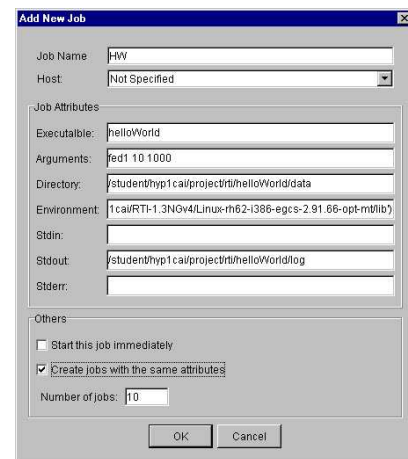 Add New Job
Job Name HW
Host: Not Specified
Job Attributes
Executalble: helloWorld
Arguments: fed1 10 1000
Directory: /student/hyp1cai/project/rti/helloWorld/data
Environment: 1cai/RTI-1.3NGv4/Linux-rh62-i386-egcs-2.91.66-opt-mt/lib')
Stdin:
Stdout: /student/hyp1cai/project/rti/helloWorld/log
Stderr:
Others
Start this job immediately
Create jobs with the same attributes
Number of jobs: 10
OK Cancel